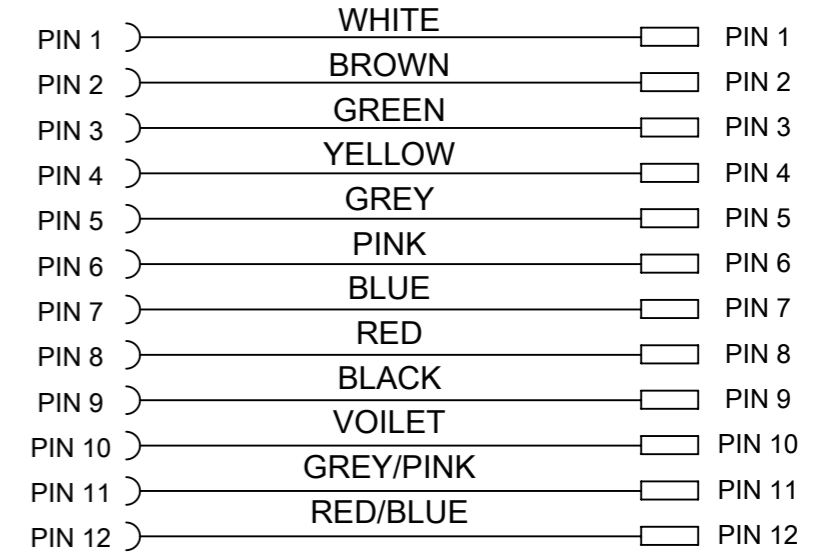 PIN 1 WHITE PIN 1
PIN 2 BROWN PIN 2
PIN 3 GREEN PIN 3
PIN 4 YELLOW PIN 4
PIN 5 GREY PIN 5
PIN 6 PINK PIN 6
PIN 7 BLUE PIN 7
PIN 8 RED PIN 8
PIN 9 BLACK PIN 9
PIN 10 VOILET PIN 10
PIN 11 GREY/PINK PIN 11
PIN 12 RED/BLUE PIN 12